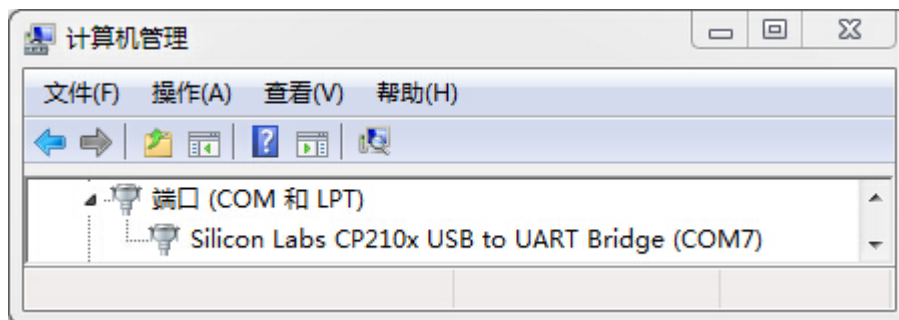 计算机管理
文件(F) 操作(A) 查看(V) 帮助(H)
端口 (COM 和 LPT)
Silicon Labs CP210x USB to UART Bridge (COM7)